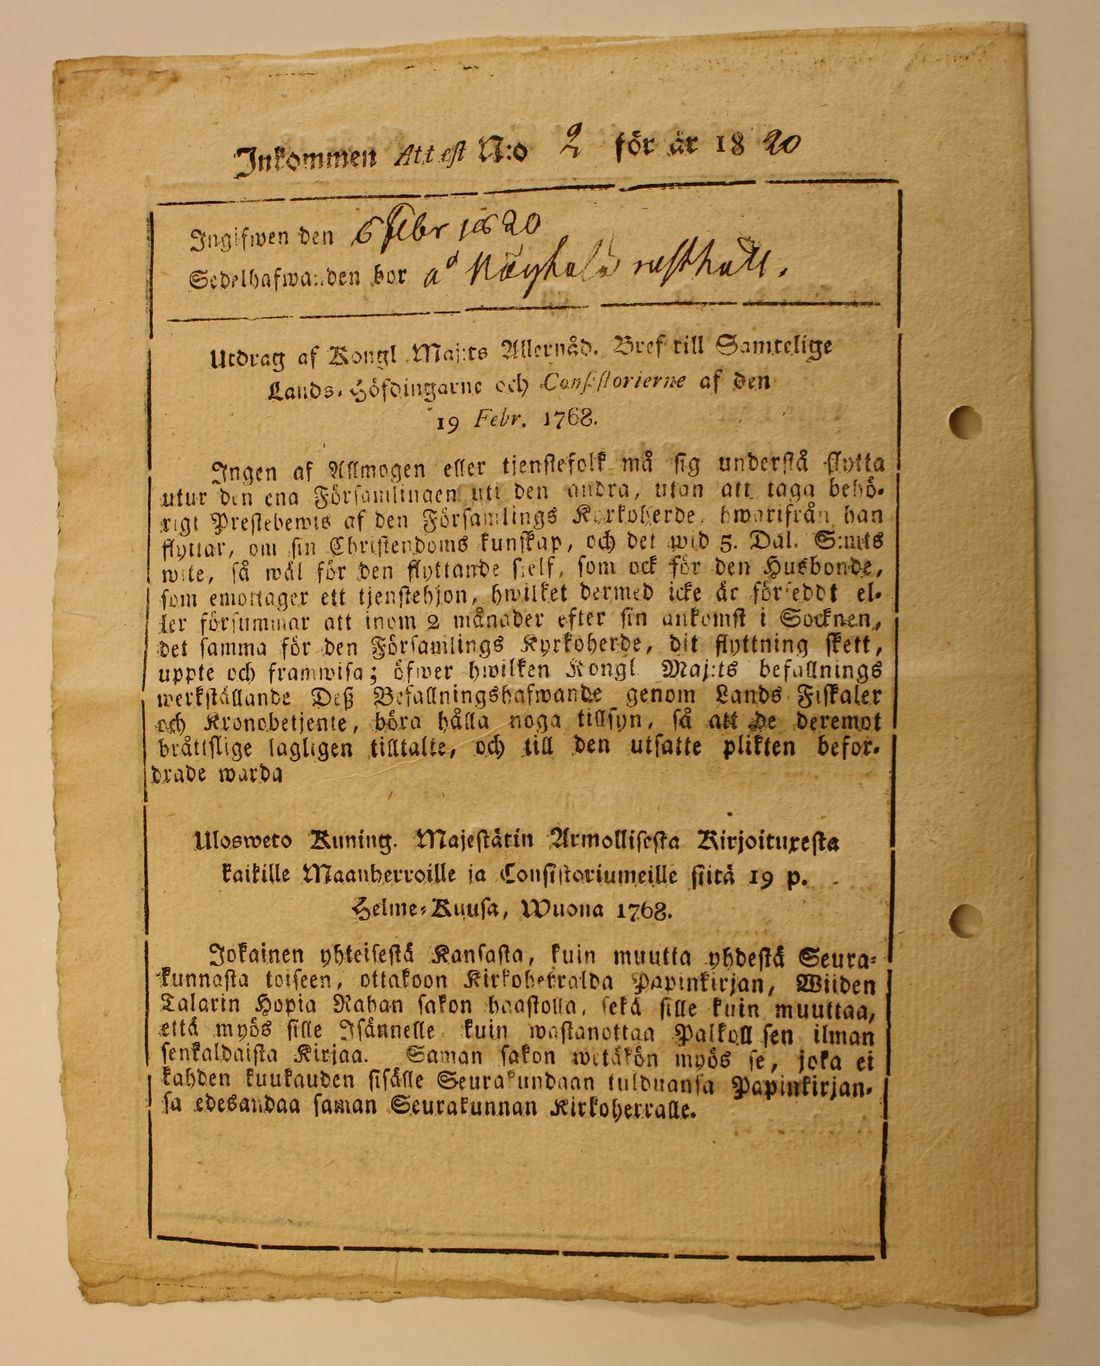 Inkommen Attest N:o 2 för år 1820
Ingifwen den 6 Febr 1820
Sedelhafwanden bor å Näyhälä rusthåll.
Utdrag af Kongl. Maj:ts Allernåd. Bref till Samtelige
Lands-Höfdingarne och Consistorierne af den
19 Febr. 1768.
Ingen af Allmogen eller tjenstefolk må sig understå flytta
utur den ena Församlingen uti den andra, utan att taga behö-
rigt Prestebewis af den Församlings Kyrkoherde, hwarifrån han
flyttar, om sin Christendoms kunskap, och det wid 5. Dal. S:mts
wite, så wäl för den flyttande sjelf, som ock för den Husbonde,
som emottager ett tjenstehjon, hwilket dermed icke är förseddt el-
ler försummar att inom 2 månader efter sin ankomst i Socknen,
det samma för den Församlings Kyrkoherde, dit flyttning skett,
uppte och framwisa; öfwer hwilken Kongl. Maj:ts befallnings
werkställande Deß Befallningshafwande genom Lands Fiskaler
och Kronobetjente, böra hålla noga tillsyn, så att de deremot
bråttslige lagligen tilltalte, och till den utsatte plikten befor-
drade warda
Ulosweto Kuning. Majestätin Armollisesta Kirjoituxesta
kaikille Maanherroille ja Consistoriumeille siitä 19 p.
Helme-Kuusa, Wuona 1768.
Jokainen yhteisestä Kansasta, kuin muutta yhdestä Seura-
kunnasta toiseen, ottakoon Kirkoherralda Papinkirjan, Wiiden
Talarin Hopia Rahan sakon haastolla, sekä sille kuin muuttaa,
että myös sille Isännelle kuin wastanottaa Palkollisen ilman
senkaldaista Kirjaa. Saman sakon wetäkön myös se, joka ei
kahden kuukauden sisälle Seurakundaan tulduansa Papinkirjan-
sa edesandaa saman Seurakunnan Kirkoherralle.